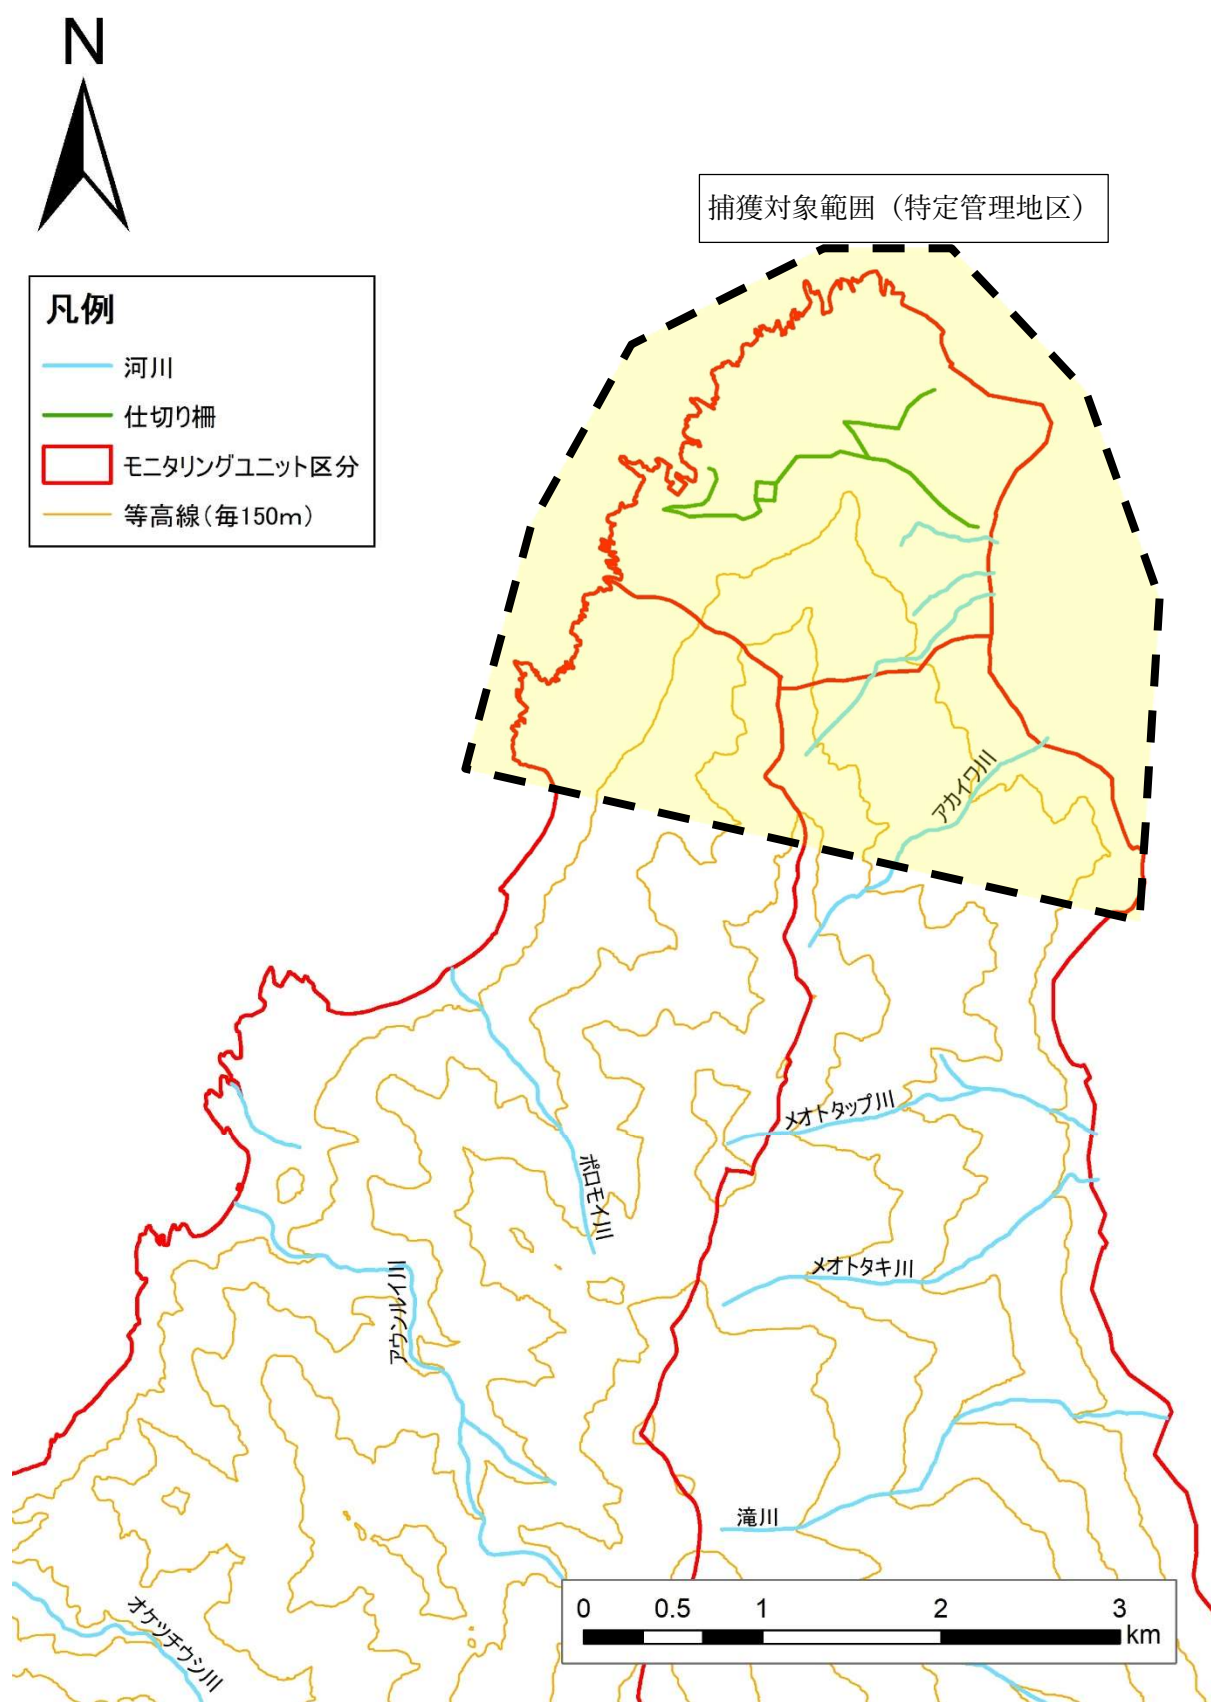 N
捕獲対象範囲（特定管理地区）
凡例
河川
仕切り柵
モニタリングユニット区分
等高線（毎150m）
アカイワ川
メオトタップ川
ポロモイ川
メオトタキ川
アウンルイ川
滝川
オケッチウシ川
0 0.5 1 2 3
km